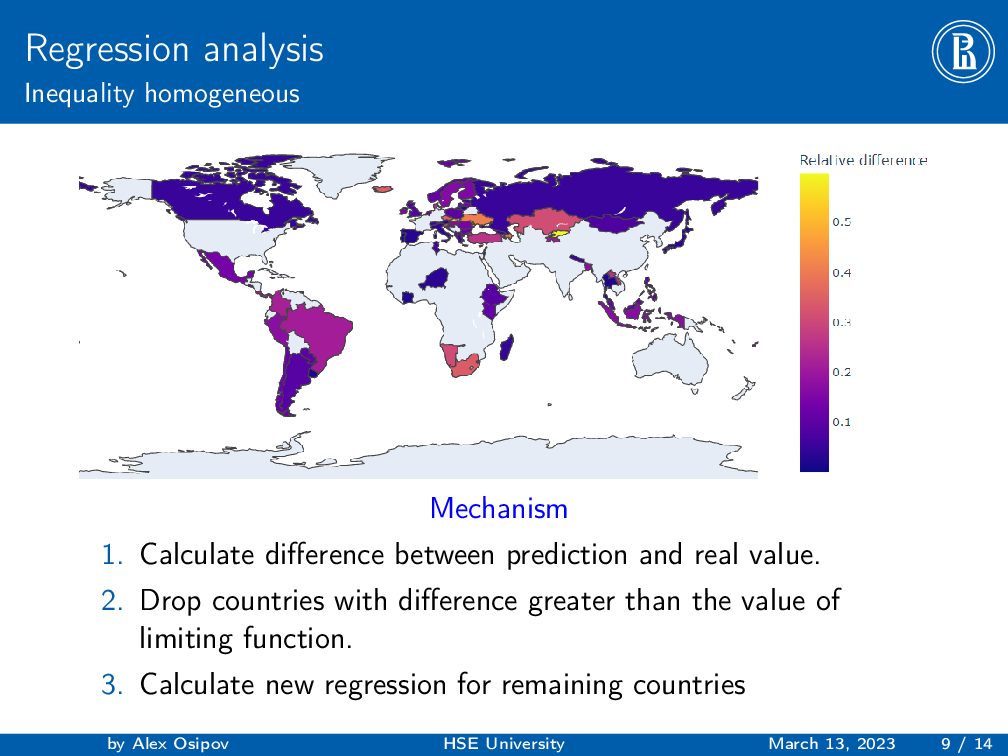 Regression analysis
Inequality homogeneous
Relative difference
0.5
0.4
0.3
0.2
0.1
Mechanism
1. Calculate difference between prediction and real value.
2. Drop countries with difference greater than the value of
limiting function.
3. Calculate new regression for remaining countries
by Alex Osipov HSE University March 13, 2023 9 / 14